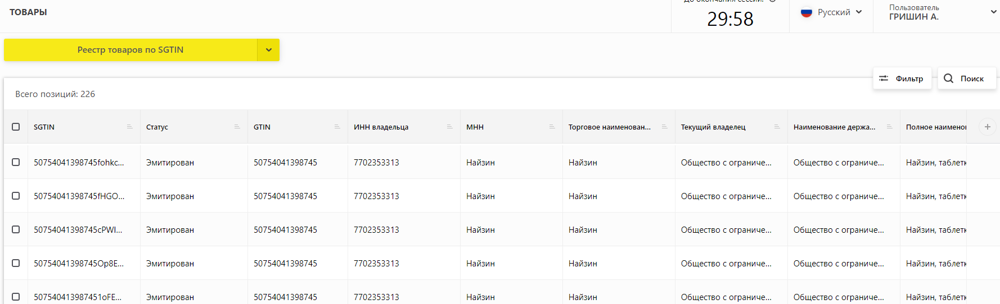 ТОВАРЫ
До окончания сессии:
29:58
Русский
Пользователь
ГРИШИН А.
Реестр товаров по SGTIN
Фильтр
Поиск
Всего позиций: 226
SGTIN Статус GTIN ИНН владельца МНН Торговое наименован... Текущий владелец Наименование держа... Полное наименов
50754041398745fohkc... Эмитирован 50754041398745 7702353313 Найзин Найзин Общество с ограниче... Общество с ограниче... Найзин, таблетк
50754041398745fHGO... Эмитирован 50754041398745 7702353313 Найзин Найзин Общество с ограниче... Общество с ограниче... Найзин, таблетк
50754041398745cPWI... Эмитирован 50754041398745 7702353313 Найзин Найзин Общество с ограниче... Общество с ограниче... Найзин, таблетк
50754041398745Op8E... Эмитирован 50754041398745 7702353313 Найзин Найзин Общество с ограниче... Общество с ограниче... Найзин, таблетк
507540413987451oFE... Эмитирован 50754041398745 7702353313 Найзин Найзин Общество с ограниче... Общество с ограниче... Найзин, таблетк